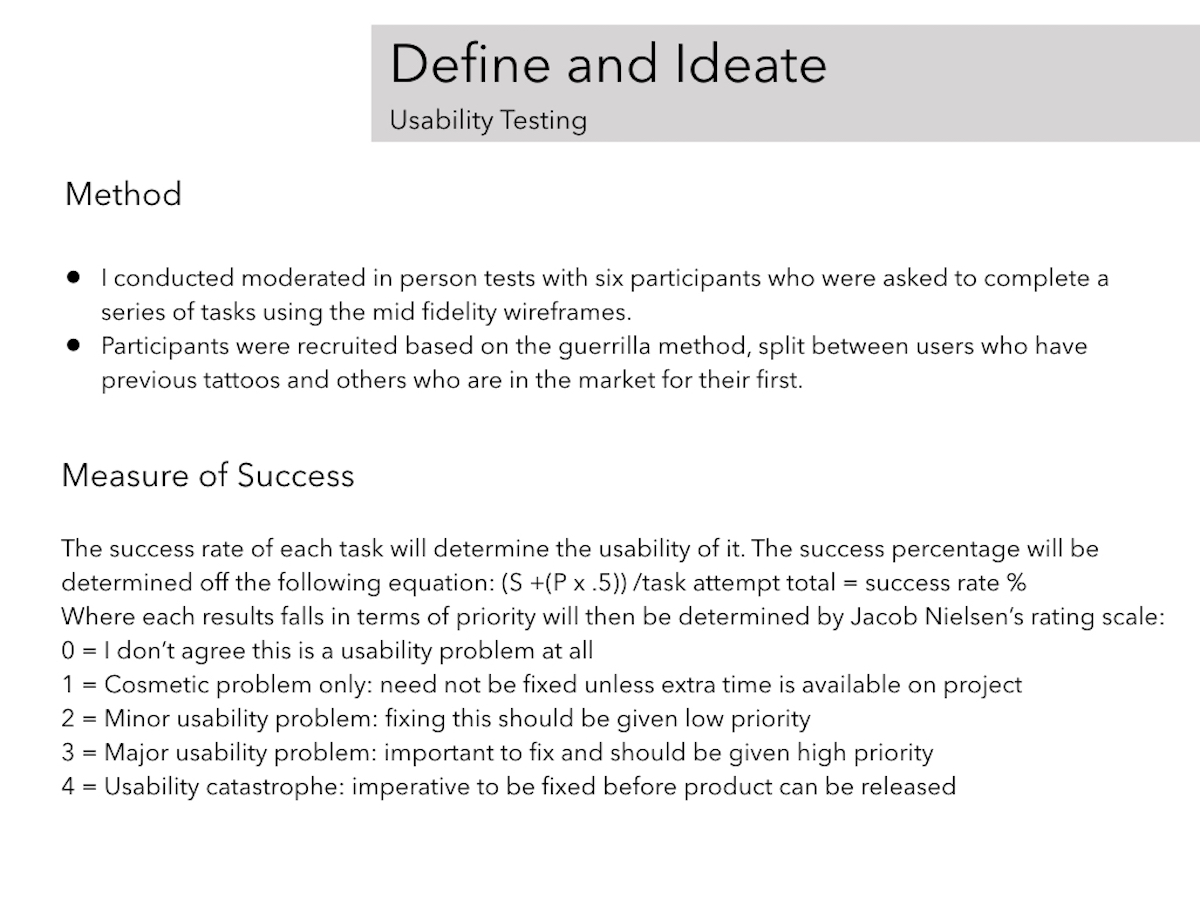 Define and Ideate
Usability Testing
Method
● I conducted moderated in person tests with six participants who were asked to complete a
series of tasks using the mid fidelity wireframes.
● Participants were recruited based on the guerrilla method, split between users who have
previous tattoos and others who are in the market for their first.
Measure of Success
The success rate of each task will determine the usability of it. The success percentage will be
determined off the following equation: (S +(P x .5)) /task attempt total = success rate %
Where each results falls in terms of priority will then be determined by Jacob Nielsen’s rating scale:
0 = I don’t agree this is a usability problem at all
1 = Cosmetic problem only: need not be fixed unless extra time is available on project
2 = Minor usability problem: fixing this should be given low priority
3 = Major usability problem: important to fix and should be given high priority
4 = Usability catastrophe: imperative to be fixed before product can be released